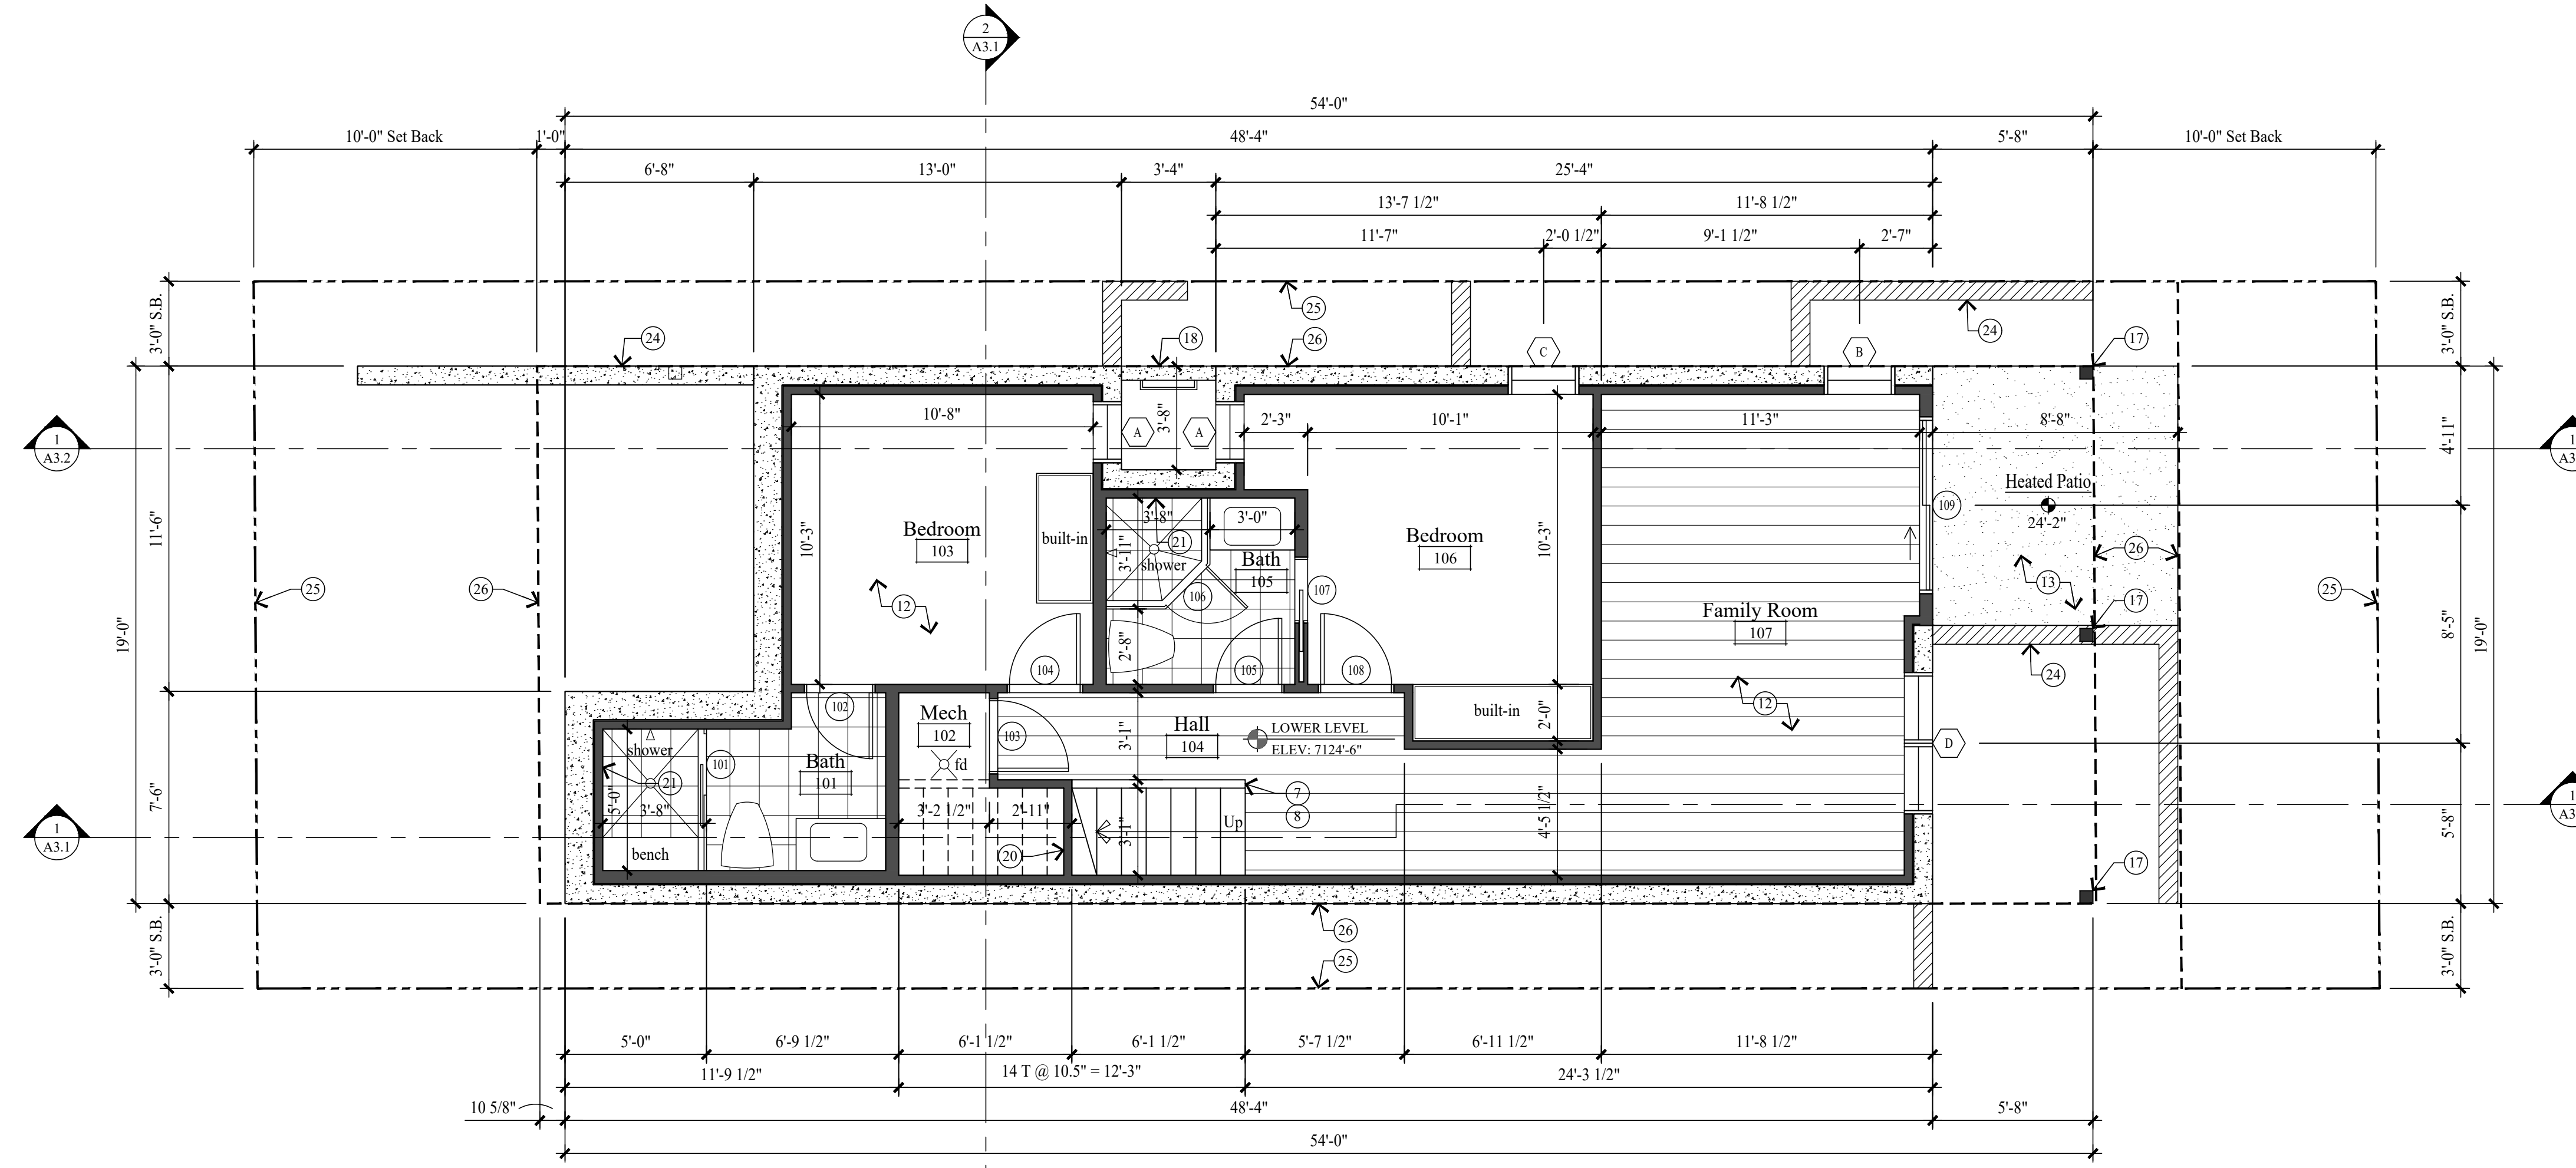 2
A3.1
54'-0"
10'-0" Set Back
1'-0"
48'-4"
5'-8"
10'-0" Set Back
6'-8"
13'-0"
3'-4"
25'-4"
13'-7 1/2"
11'-8 1/2"
11'-7"
2'-0 1/2"
9'-1 1/2"
2'-7"
3'-0" S.B.
25
3'-0" S.B.
24
18
26
C
B
24
17
1
A3.2
10'-8"
3'-8"
A
A
2'-3"
10'-1"
11'-3"
8'-8"
4'-11"
1
A3
11'-6"
10'-3"
Bedroom
103
built-in
3'-8"
3'-0"
21
3'-11"
shower
Bath
105
Bedroom
106
10'-3"
109
Heated Patio
24'-2"
26
19'-0"
25
26
12
106
107
Family Room
107
13
17
25
8'-5"
19'-0"
2'-8"
104
105
108
24
102
Mech
102
103
Hall
104
3'-1"
LOWER LEVEL
ELEV: 7124'-6"
built-in
2'-0"
12
D
shower
101
Bath
101
fd
21
5'-0"
3'-8"
7'-6"
3'-2 1/2"
2'-11"
3'-1"
Up
7
8
4'-5 1/2"
5'-8"
1
A3
1
A3.1
bench
20
17
3'-0" S.B.
26
25
3'-0" S.B.
5'-0"
6'-9 1/2"
6'-1 1/2"
6'-1 1/2"
5'-7 1/2"
6'-11 1/2"
11'-8 1/2"
11'-9 1/2"
14 T @ 10.5" = 12'-3"
24'-3 1/2"
10 5/8"
48'-4"
5'-8"
54'-0"